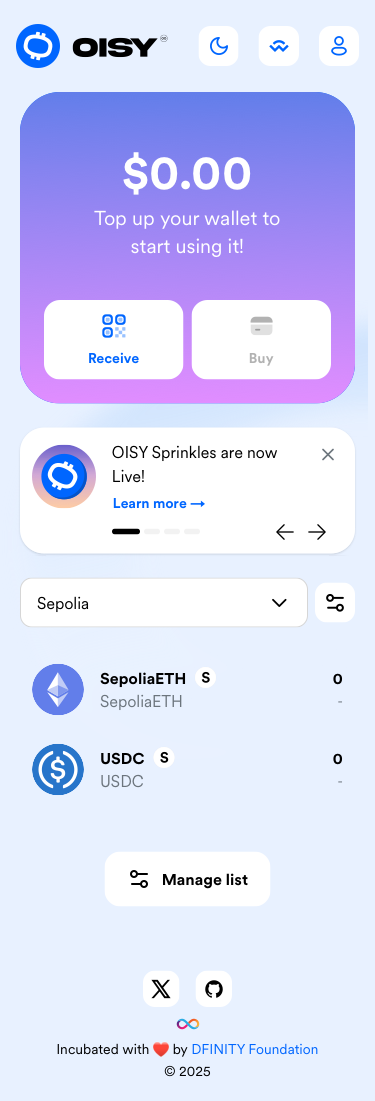 OISY
$0.00
Top up your wallet to
start using it!
Receive
Buy
OISY Sprinkles are now
Live!
Learn more →
Sepolia
SepoliaETH S 0
SepoliaETH -
USDC S 0
USDC -
Manage list
Incubated with ❤️ by DFINITY Foundation
© 2025